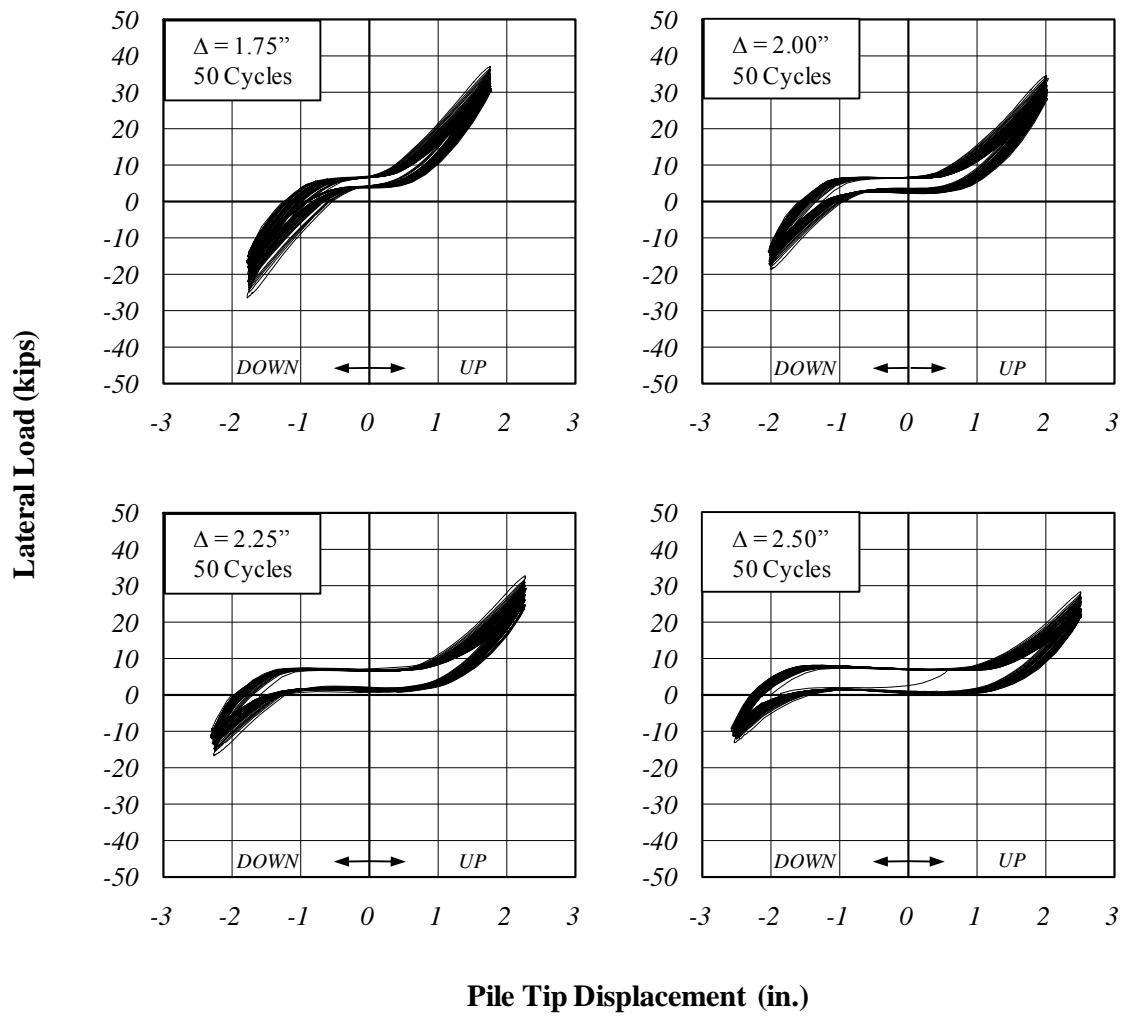 Lateral Load (kips)
50
40
30
20
10
0
-10
-20
-30
-40
-50
Δ = 1.75”
50 Cycles
DOWN
UP
-3 -2 -1 0 1 2 3
50
40
30
20
10
0
-10
-20
-30
-40
-50
Δ = 2.00”
50 Cycles
DOWN
UP
-3 -2 -1 0 1 2 3
50
40
30
20
10
0
-10
-20
-30
-40
-50
Δ = 2.25”
50 Cycles
DOWN
UP
-3 -2 -1 0 1 2 3
50
40
30
20
10
0
-10
-20
-30
-40
-50
Δ = 2.50”
50 Cycles
DOWN
UP
-3 -2 -1 0 1 2 3
Pile Tip Displacement (in.)